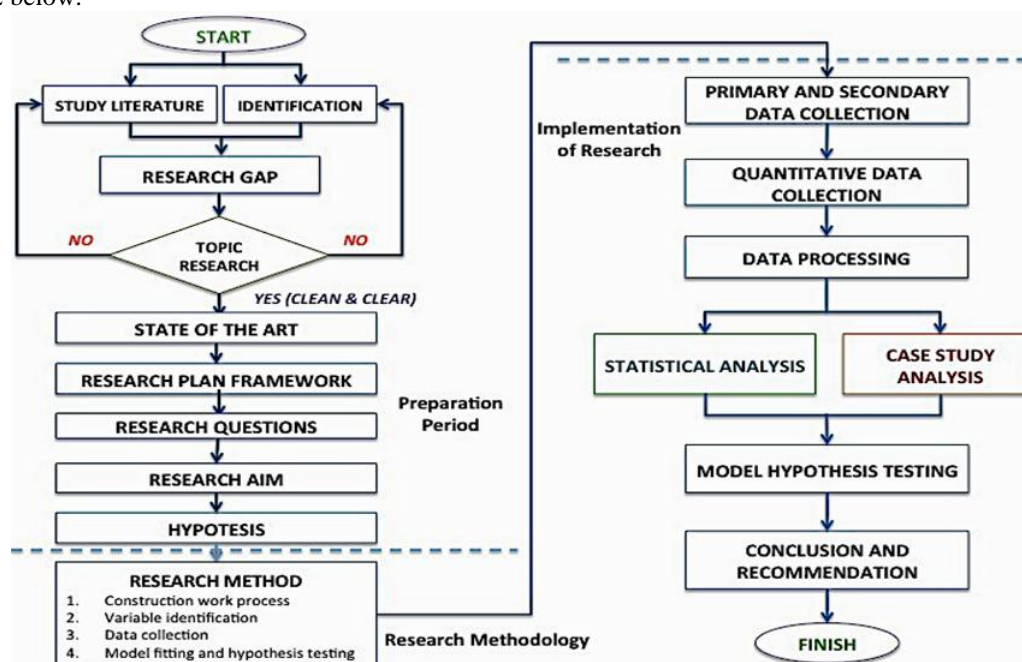 e below.
START
STUDY LITERATURE
IDENTIFICATION
RESEARCH GAP
NO
TOPIC
RESEARCH
NO
YES (CLEAN & CLEAR)
STATE OF THE ART
RESEARCH PLAN FRAMEWORK
Preparation
Period
RESEARCH QUESTIONS
RESEARCH AIM
HYPOTESIS
RESEARCH METHOD
1. Construction work process
2. Variable identification
3. Data collection
4. Model fitting and hypothesis testing
Research Methodology
Implementation
of Research
PRIMARY AND SECONDARY
DATA COLLECTION
QUANTITATIVE DATA
COLLECTION
DATA PROCESSING
STATISTICAL ANALYSIS
CASE STUDY
ANALYSIS
MODEL HYPOTHESIS TESTING
CONCLUSION AND
RECOMMENDATION
FINISH